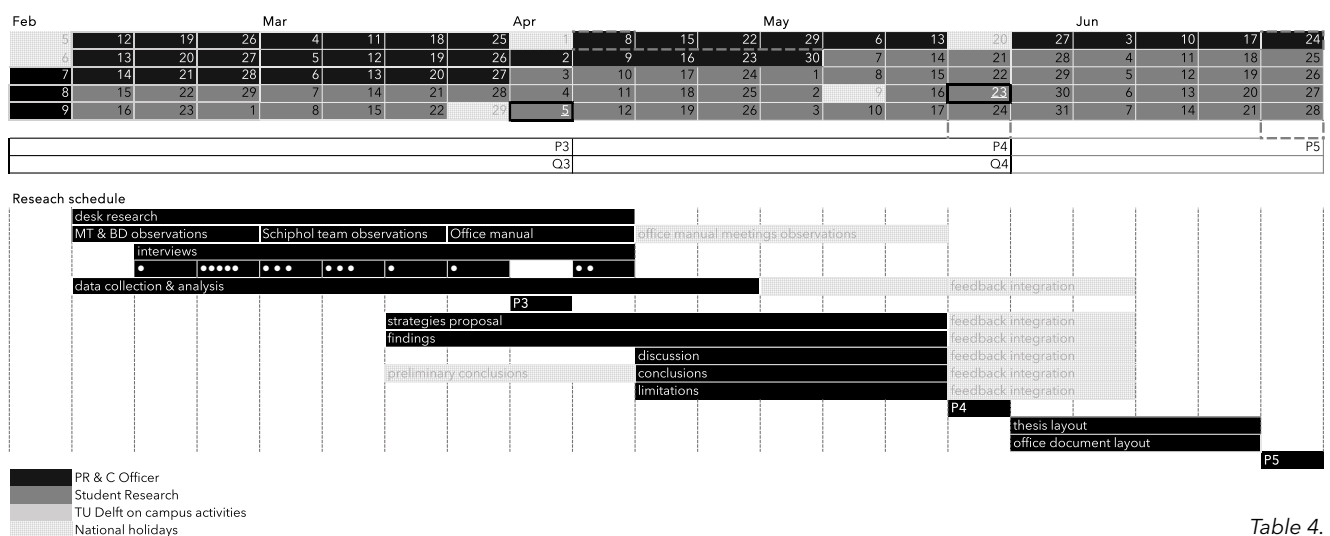 Feb Mar Apr May Jun
5 12 19 26 4 11 18 25 1 8 15 22 29 6 13 20 27 3 10 17 24
6 13 20 27 5 12 19 26 2 9 16 23 30 7 14 21 28 4 11 18 25
7 14 21 28 6 13 20 27 3 10 17 24 1 8 15 22 29 5 12 19 26
8 15 22 29 7 14 21 28 4 11 18 25 2 9 16 23 30 6 13 20 27
9 16 23 1 8 15 22 29 5 12 19 26 3 10 17 24 31 7 14 21 28
P3 P4 P5
Q3 Q4
Reseach schedule
desk research
MT & BD observations Schiphol team observations Office manual office manual meetings observations
interviews
data collection & analysis feedback integration
P3
strategies proposal feedback integration
findings feedback integration
discussion feedback integration
preliminary conclusions conclusions feedback integration
limitations feedback integration
P4
thesis layout
office document layout
P5
PR & C Officer
Student Research
TU Delft on campus activities
National holidays
Table 4.